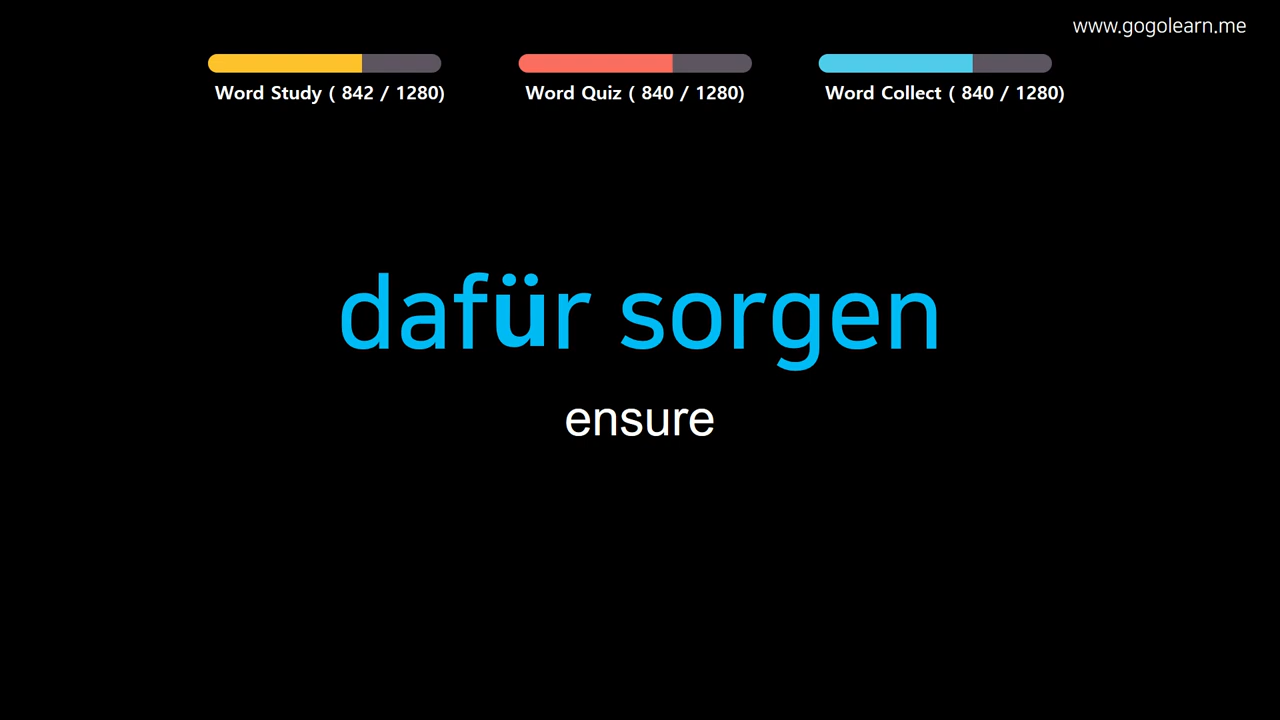 www.gogolearn.me
Word Study ( 842 / 1280)
Word Quiz ( 840 / 1280)
Word Collect ( 840 / 1280)
dafür sorgen
ensure